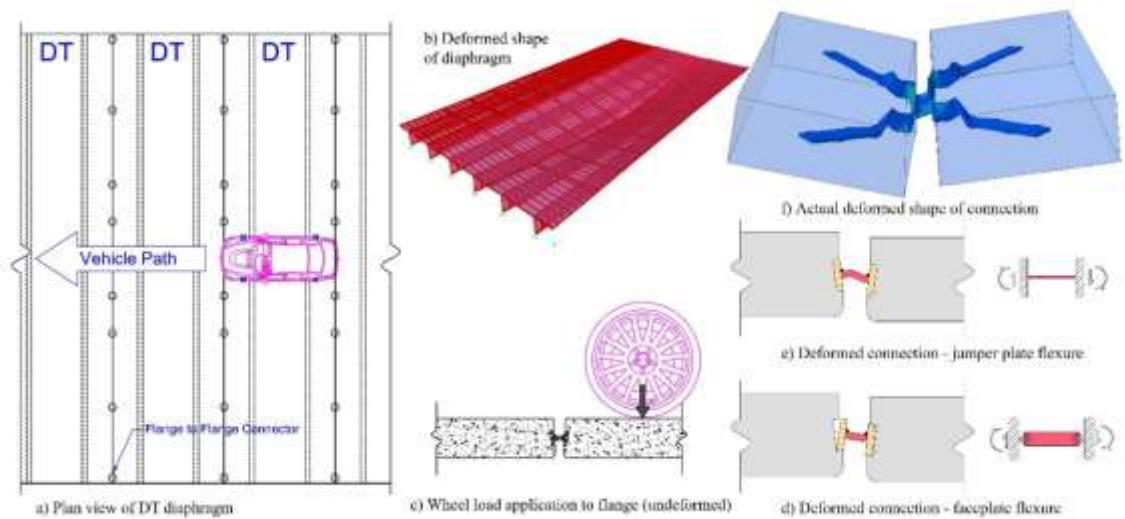 DT DT DT
Vehicle Path
Flange to Flange Connector
a) Plan view of DT diaphragm
b) Deformed shape
of diaphragm
c) Wheel load application to flange (undeformed)
f) Actual deformed shape of connection
e) Deformed connection - jumper plate flexure
d) Deformed connection - faceplate flexure